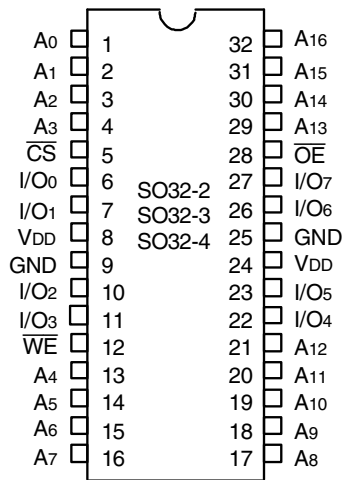 A0 1 32 A16
A1 2 31 A15
A2 3 30 A14
A3 4 29 A13
C̅S̅ 5 28 O̅E̅
I/O0 6 27 I/O7
SO32-2
I/O1 7 26 I/O6
SO32-3
VDD 8 25 GND
SO32-4
GND 9 24 VDD
I/O2 10 23 I/O5
I/O3 11 22 I/O4
W̅E̅ 12 21 A12
A4 13 20 A11
A5 14 19 A10
A6 15 18 A9
A7 16 17 A8